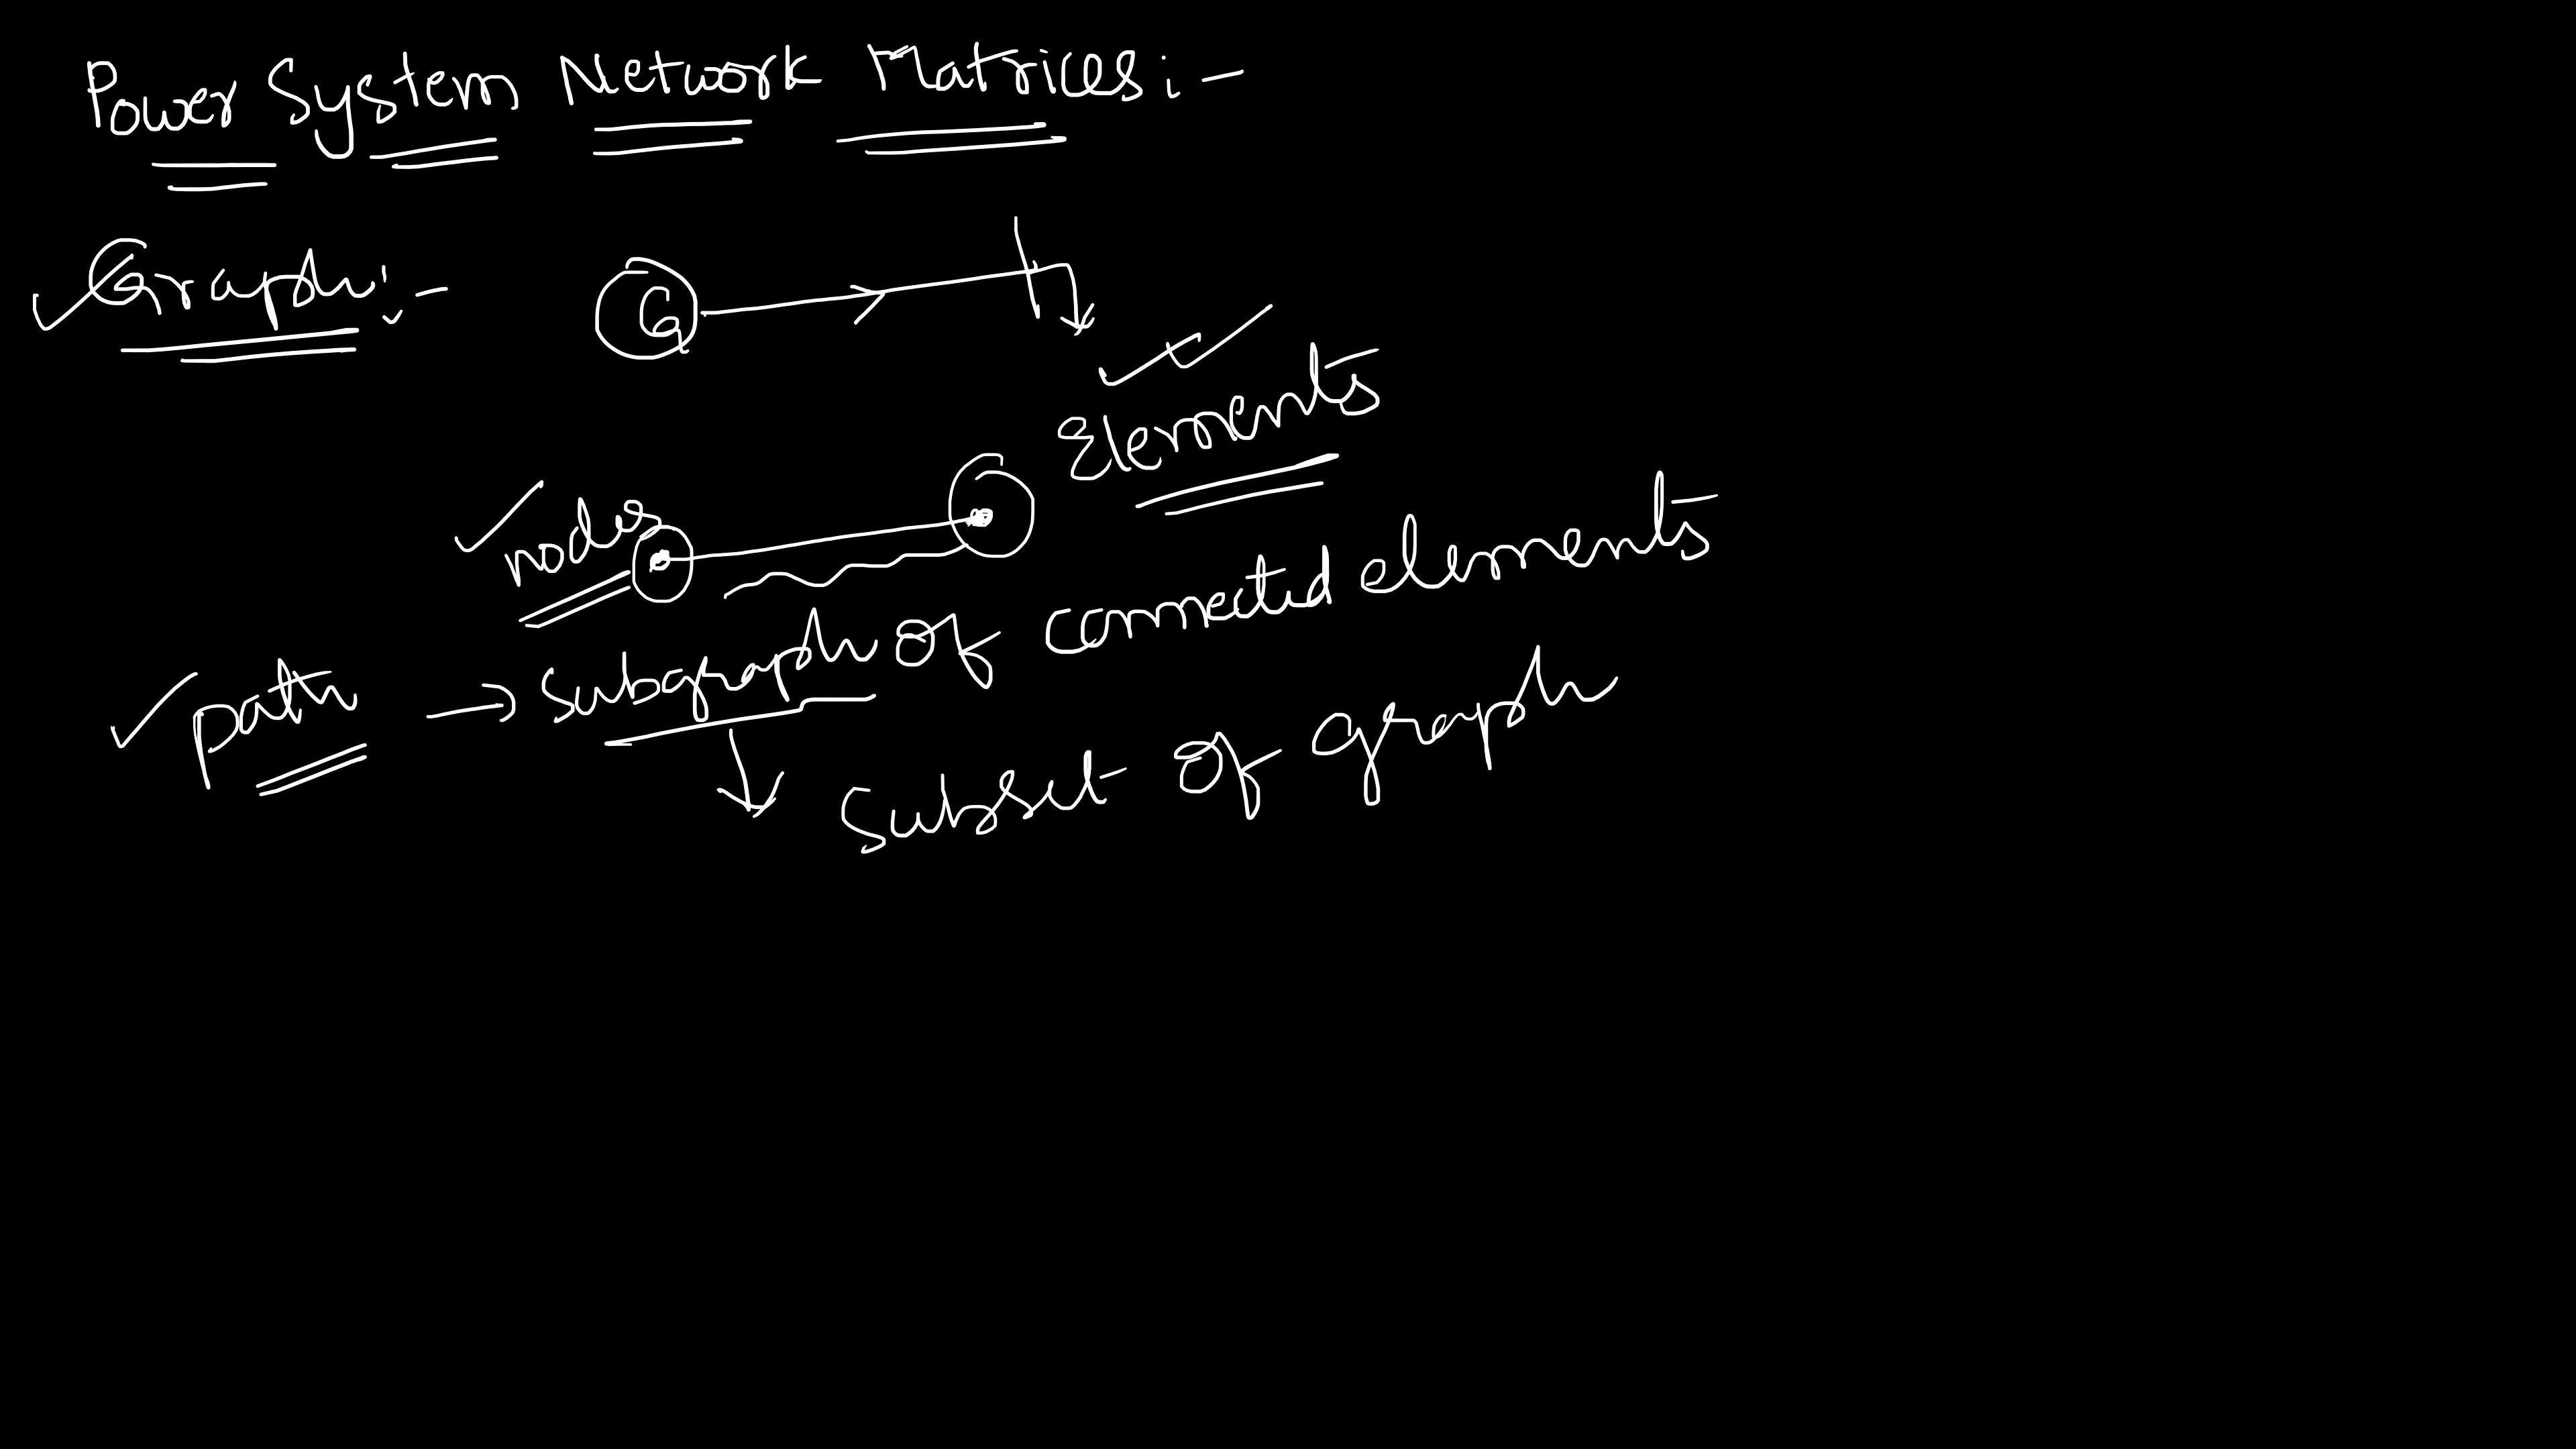 Power System Network Matrices:-
Graph:-
G
Elements
nodes
path → subgraph of connected elements
subset of graph